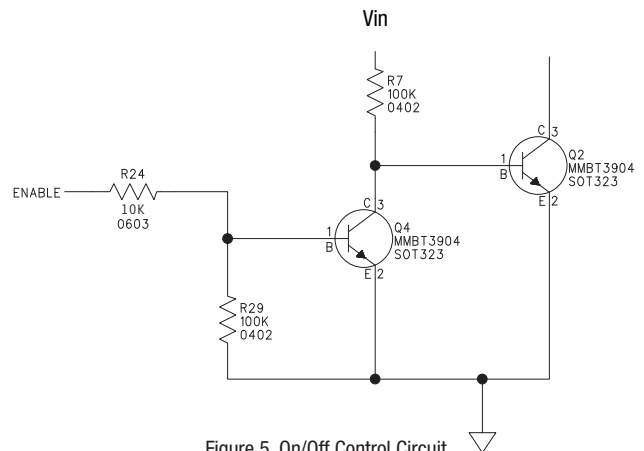 Vin
R7
100K
0402
C 3
1
B
Q2
MMBT3904
SOT323
E 2
R24
ENABLE
10K
0603
C 3
1
B
Q4
MMBT3904
SOT323
E 2
R29
100K
0402
Figure 5. On/Off Control Circuit